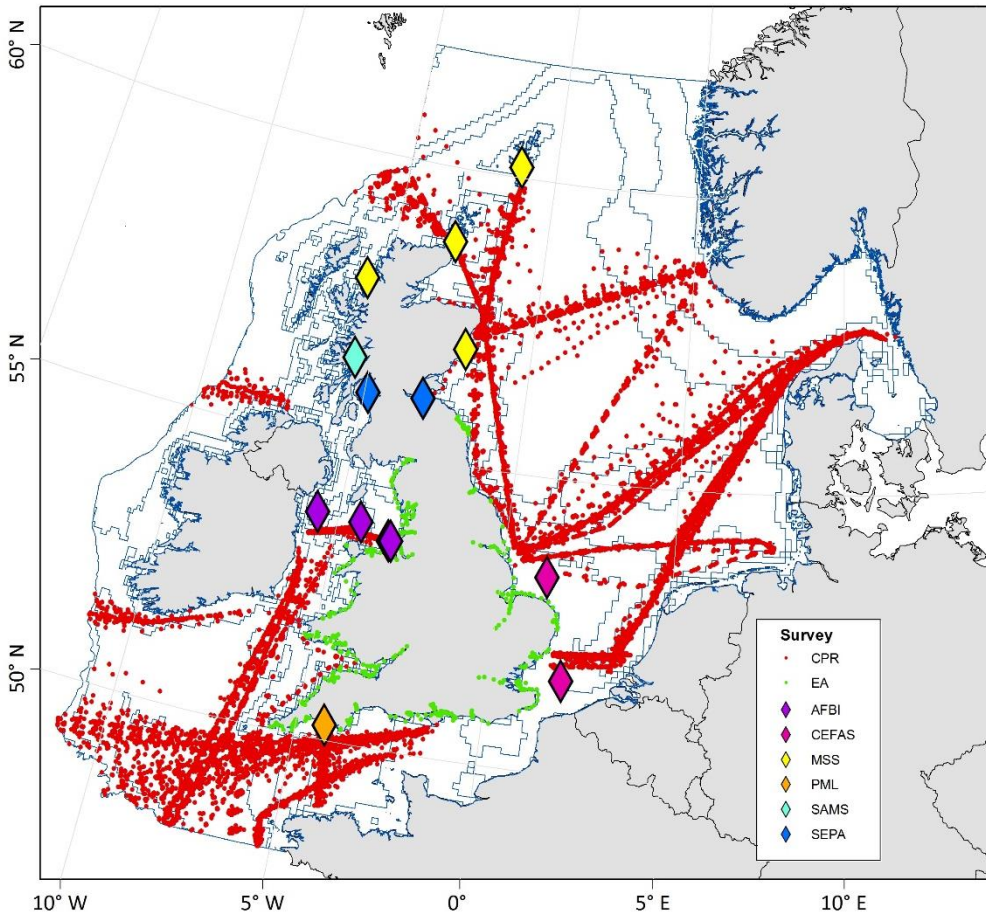 60° N
55° N
50° N
Survey
CPR
EA
AFBI
CEFAS
MSS
PML
SAMS
SEPA
10° W
5° W
0°
5° E
10° E